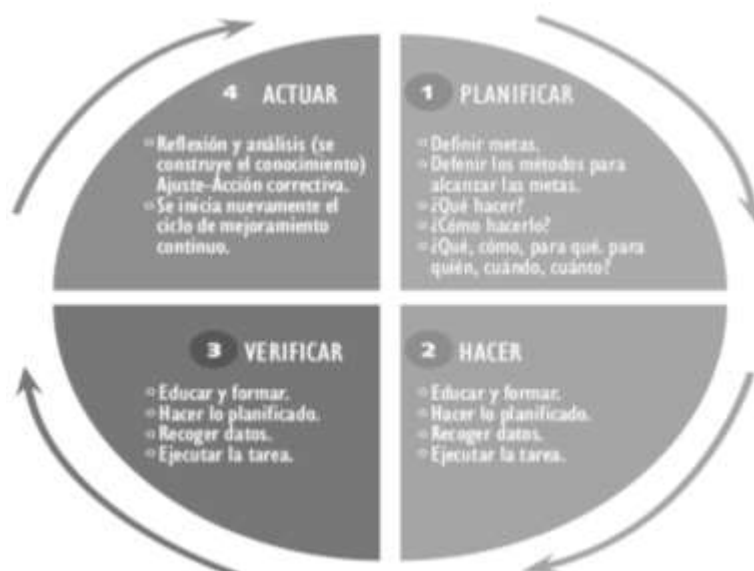 1 PLANIFICAR
Definir metas.
Defenir los métodos para
alcanzar las metas.
¿Qué hacer?
¿Cómo hacerlo?
¿Qué, cómo, para qué, para
quién, cuándo, cuánto?
2 HACER
Educar y formar.
Hacer lo planificado.
Recoger datos.
Ejecutar la tarea.
3 VERIFICAR
Educar y formar.
Hacer lo planificado.
Recoger datos.
Ejecutar la tarea.
4 ACTUAR
Reflexión y análisis (se
construye el conocimiento)
Ajuste-Acción correctiva.
Se inicia nuevamente el
ciclo de mejoramiento
continuo.